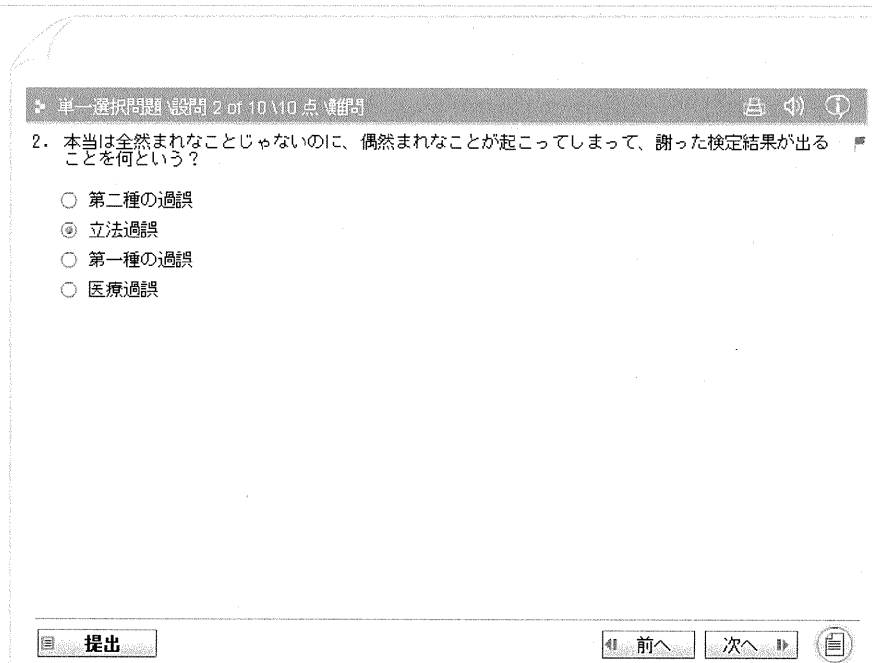 単一選択問題 \設問 2 of 10 \10 点 \難問
2. 本当は全然まれなことじゃないのに、偶然まれなことが起こってしまって、謝った検定結果が出る
ことを何という？
第二種の過誤
立法過誤
第一種の過誤
医療過誤
提出
前へ
次へ